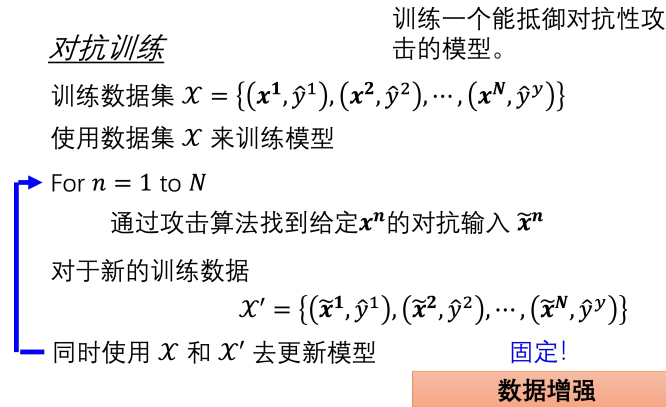 训练一个能抵御对抗性攻
击的模型。
对抗训练
训练数据集 𝒳 = {(𝒙¹, ŷ¹), (𝒙², ŷ²), ⋯, (𝒙ᴺ, ŷʸ)}
使用数据集 𝒳 来训练模型
For n = 1 to N
通过攻击算法找到给定𝒙ⁿ的对抗输入 𝒙̃ⁿ
对于新的训练数据
𝒳′ = {(𝒙̃¹, ŷ¹), (𝒙̃², ŷ²), ⋯, (𝒙̃ᴺ, ŷʸ)}
同时使用 𝒳 和 𝒳′ 去更新模型
固定!
数据增强